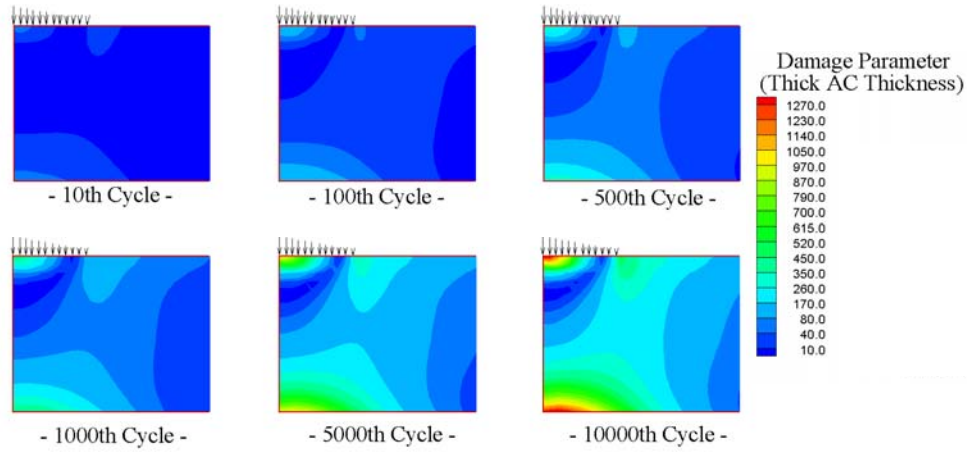 Damage Parameter
(Thick AC Thickness)
1270.0
1230.0
1140.0
1050.0
970.0
870.0
790.0
700.0
615.0
520.0
450.0
350.0
260.0
170.0
80.0
40.0
10.0
- 10th Cycle -
- 100th Cycle -
- 500th Cycle -
- 1000th Cycle -
- 5000th Cycle -
- 10000th Cycle -